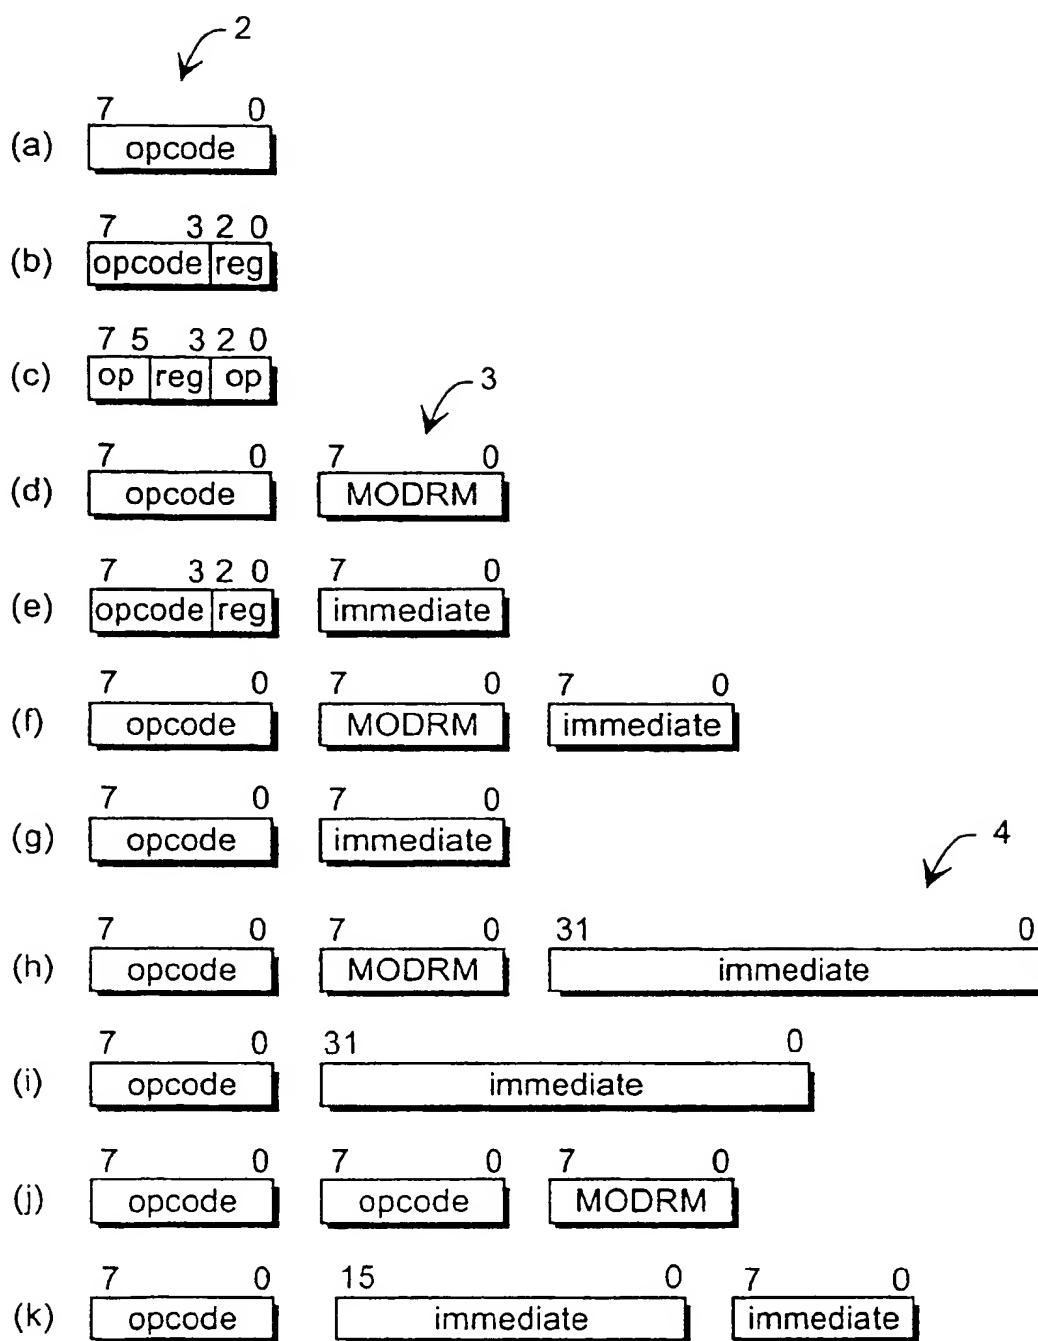 2
7 0
(a) opcode
7 3 2 0
(b) opcode reg
7 5 3 2 0
(c) op reg op
3
7 0 7 0
(d) opcode MODRM
7 3 2 0 7 0
(e) opcode reg immediate
7 0 7 0 7 0
(f) opcode MODRM immediate
7 0 7 0
(g) opcode immediate
4
7 0 7 0 31 0
(h) opcode MODRM immediate
7 0 31 0
(i) opcode immediate
7 0 7 0 7 0
(j) opcode opcode MODRM
7 0 15 0 7 0
(k) opcode immediate immediate